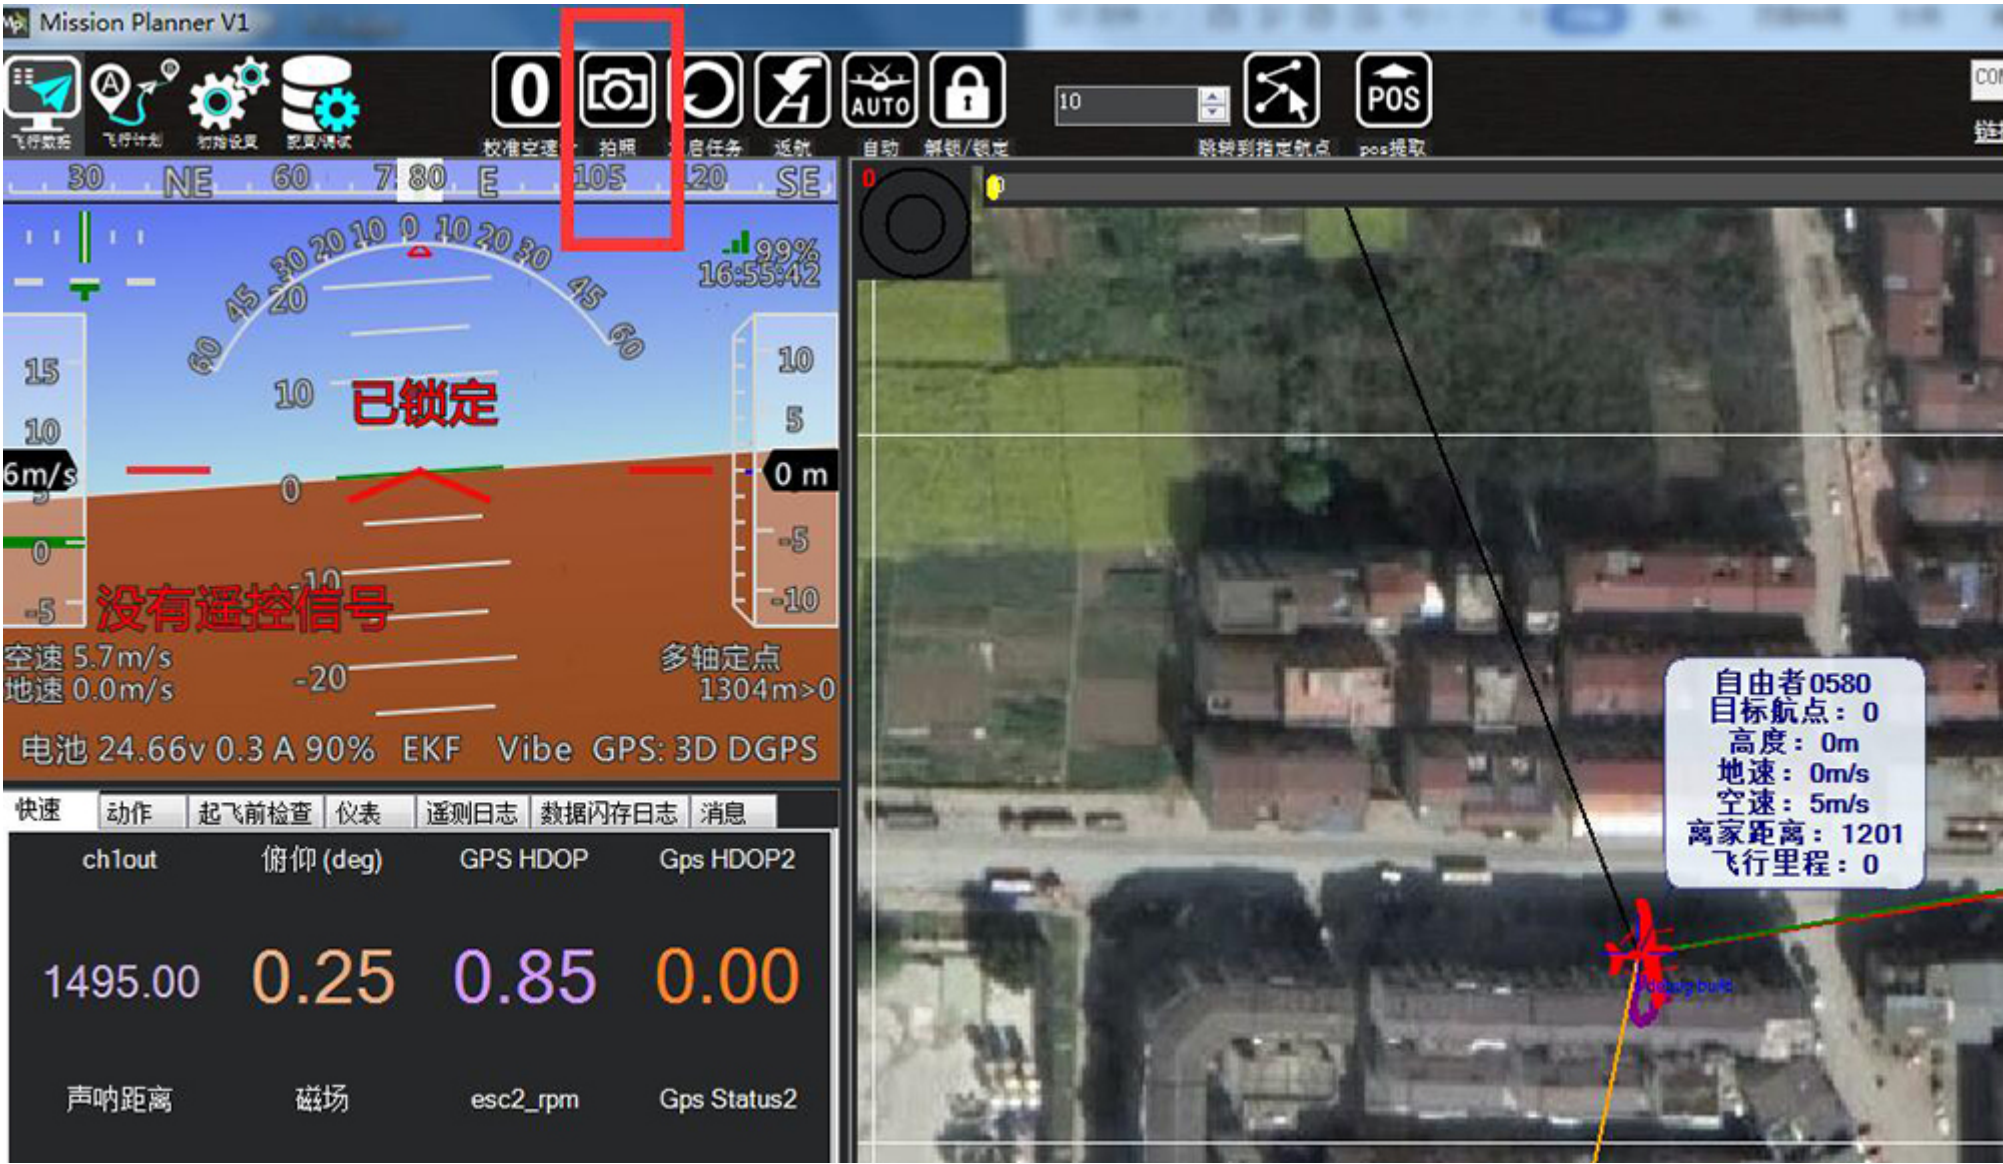 Mission Planner V1
飞行数据
飞行计划
初始设置
配置/调试
0
校准空速
拍照
启任务
返航
AUTO
自动
解锁/锁定
10
跳转到指定航点
POS
pos提取
30 NE 60 80 E 105 120 SE
60 45 30 20 10 0 10 20 30 45 60
99%
16:55:42
20
10
0
-10
-20
15
10
6m/s
0
-5
10
5
0 m
-5
-10
已锁定
没有遥控信号
空速 5.7m/s
地速 0.0m/s
多轴定点
1304m>0
电池 24.66v 0.3 A 90% EKF Vibe GPS: 3D DGPS
快速 动作 起飞前检查 仪表 遥测日志 数据闪存日志 消息
ch1out 俯仰 (deg) GPS HDOP Gps HDOP2
1495.00 0.25 0.85 0.00
声呐距离 磁场 esc2_rpm Gps Status2
0
自由者0580
目标航点：0
高度：0m
地速：0m/s
空速：5m/s
离家距离：1201
飞行里程：0
debug build